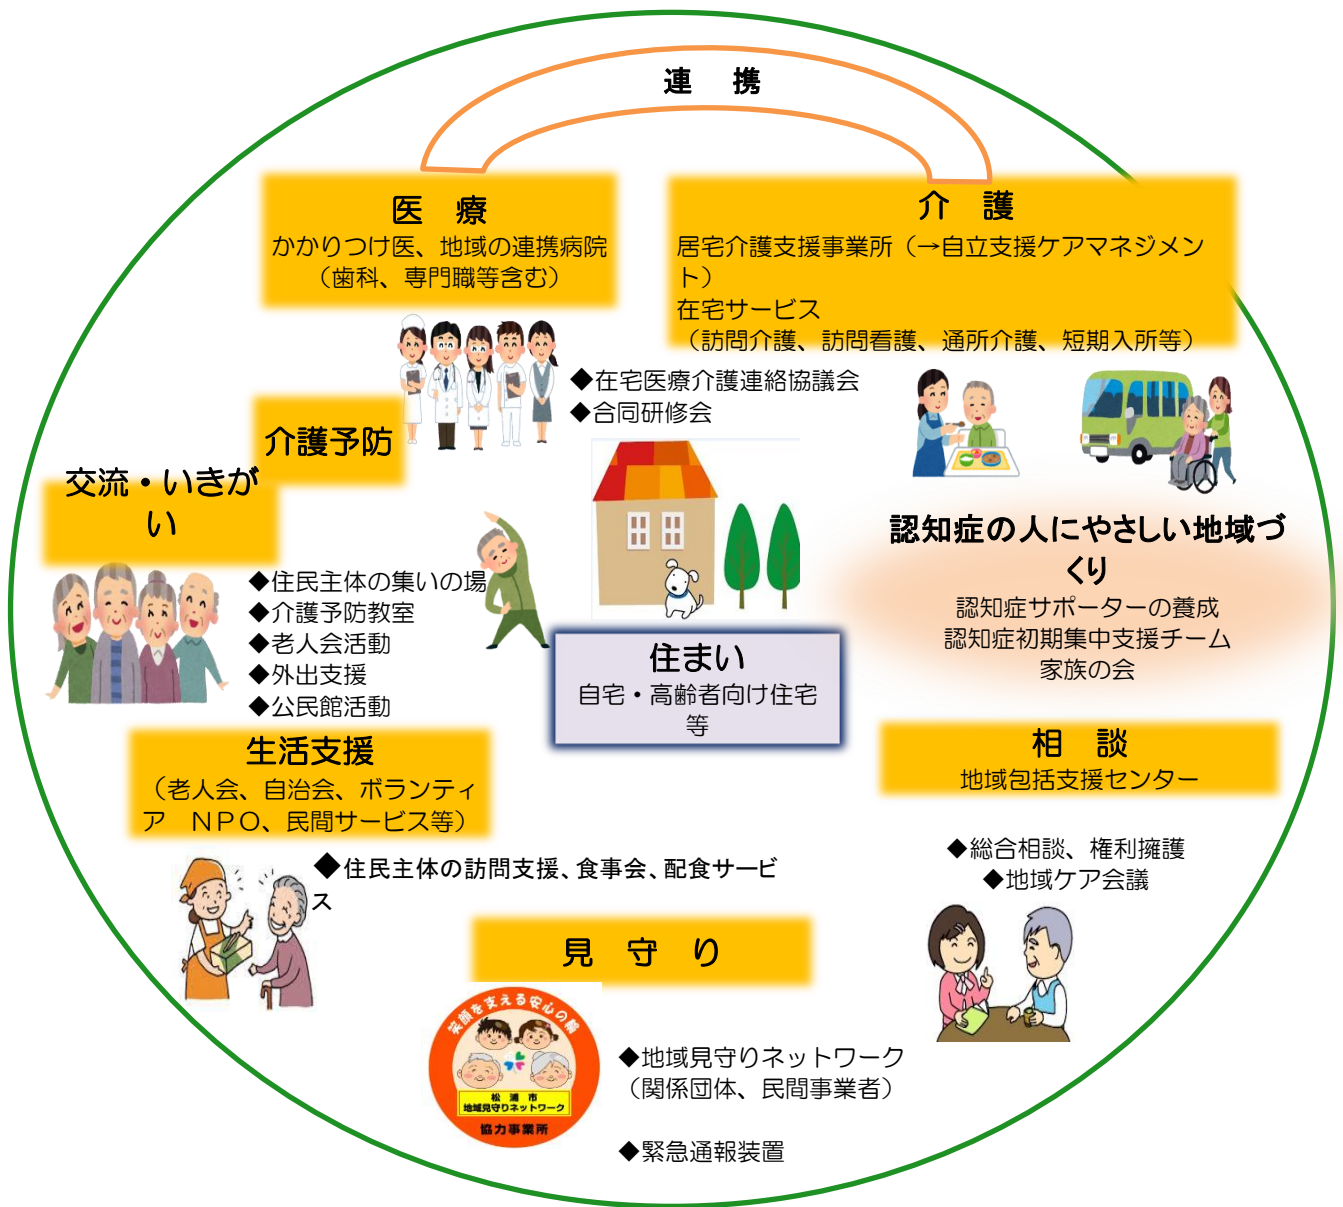 連　携
医　療
かかりつけ医、地域の連携病院
（歯科、専門職等含む）
介　護
居宅介護支援事業所（→自立支援ケアマネジメン
ト）
在宅サービス
（訪問介護、訪問看護、通所介護、短期入所等）
◆在宅医療介護連絡協議会
◆合同研修会
介護予防
交流・いきが
い
◆住民主体の集いの場
◆介護予防教室
◆老人会活動
◆外出支援
◆公民館活動
認知症の人にやさしい地域づ
くり
認知症サポーターの養成
認知症初期集中支援チーム
家族の会
住まい
自宅・高齢者向け住宅
等
生活支援
（老人会、自治会、ボランティ
ア　ＮＰＯ、民間サービス等）
◆住民主体の訪問支援、食事会、配食サービ
ス
相　談
地域包括支援センター
◆総合相談、権利擁護
◆地域ケア会議
見　守　り
笑顔を支える安心の輪
松浦市
地域見守りネットワーク
協力事業所
◆地域見守りネットワーク
（関係団体、民間事業者）
◆緊急通報装置